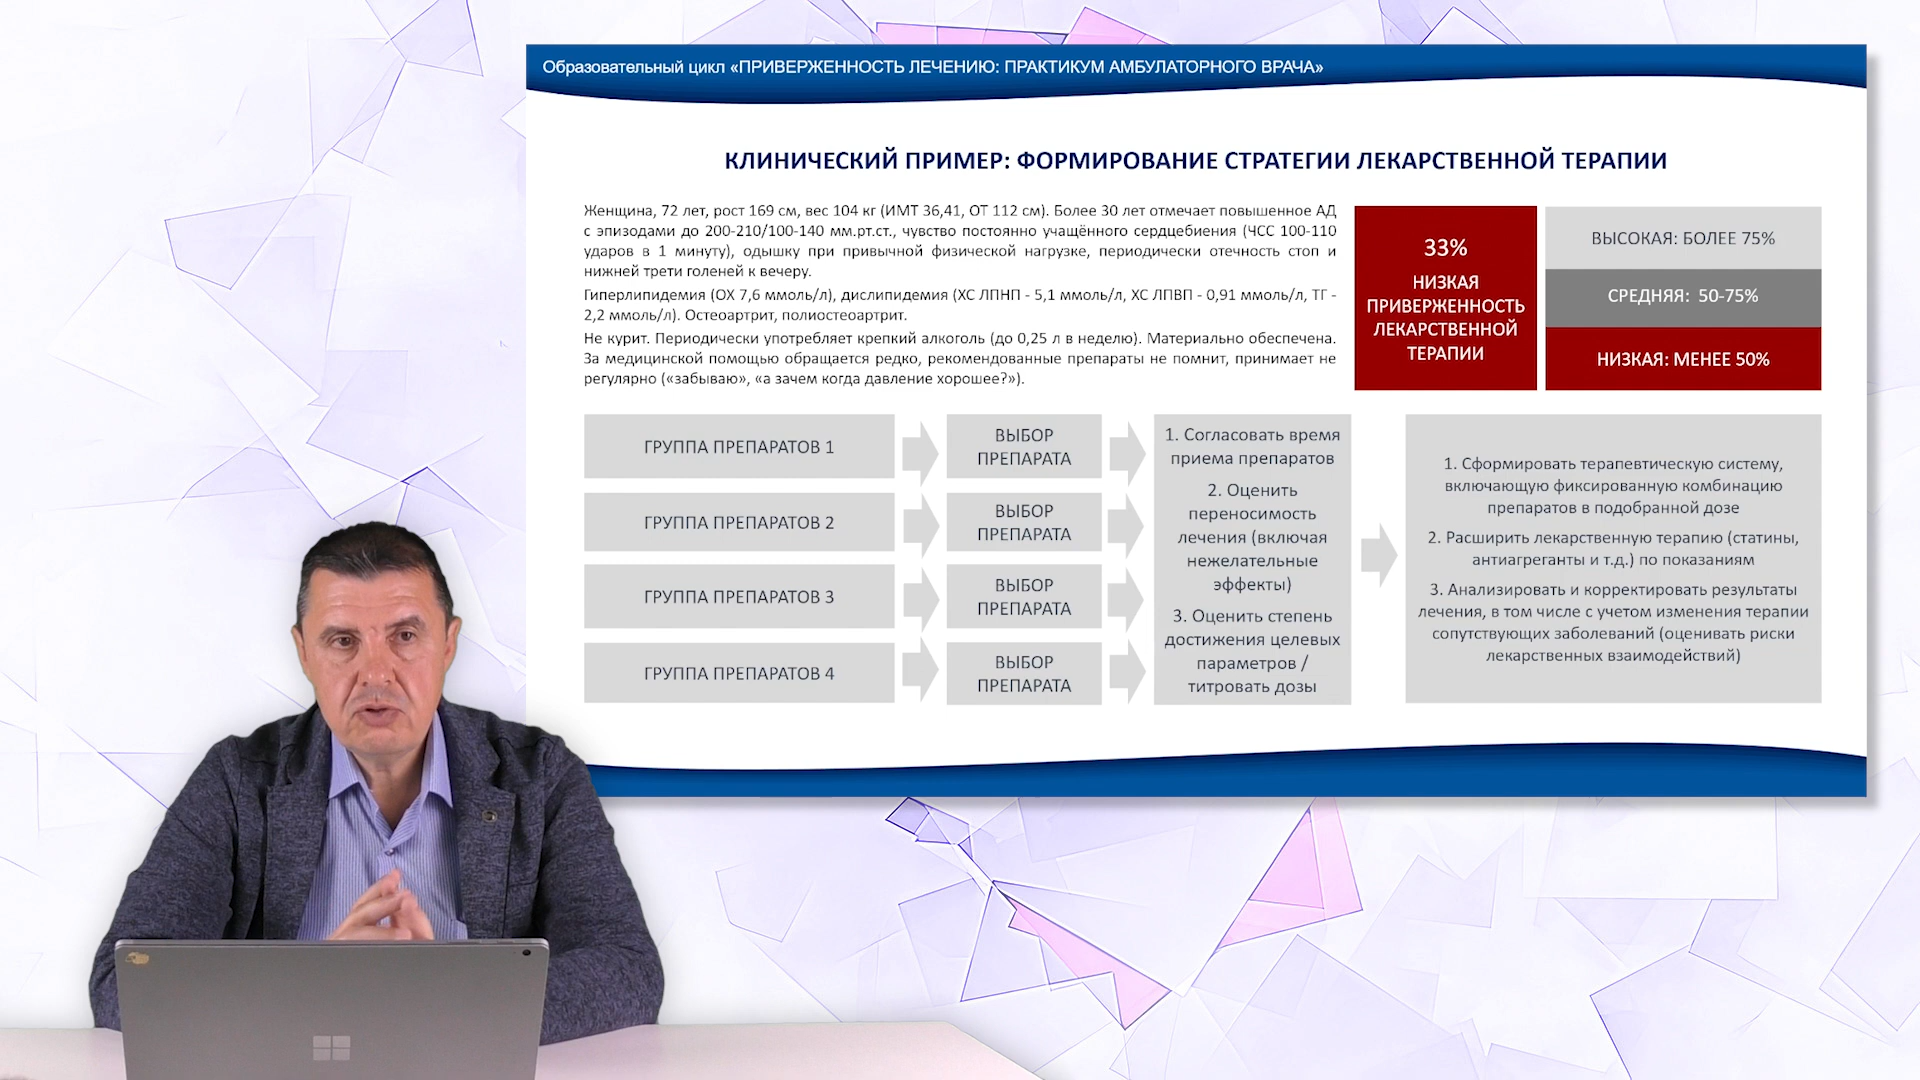 Образовательный цикл «ПРИВЕРЖЕННОСТЬ ЛЕЧЕНИЮ: ПРАКТИКУМ АМБУЛАТОРНОГО ВРАЧА»
КЛИНИЧЕСКИЙ ПРИМЕР: ФОРМИРОВАНИЕ СТРАТЕГИИ ЛЕКАРСТВЕННОЙ ТЕРАПИИ
Женщина, 72 лет, рост 169 см, вес 104 кг (ИМТ 36,41, ОТ 112 см). Более 30 лет отмечает повышенное АД
с эпизодами до 200-210/100-140 мм.рт.ст., чувство постоянно учащённого сердцебиения (ЧСС 100-110
ударов в 1 минуту), одышку при привычной физической нагрузке, периодически отечность стоп и
нижней трети голеней к вечеру.
Гиперлипидемия (ОХ 7,6 ммоль/л), дислипидемия (ХС ЛПНП - 5,1 ммоль/л, ХС ЛПВП - 0,91 ммоль/л, ТГ -
2,2 ммоль/л). Остеоартрит, полиостеоартрит.
Не курит. Периодически употребляет крепкий алкоголь (до 0,25 л в неделю). Материально обеспечена.
За медицинской помощью обращается редко, рекомендованные препараты не помнит, принимает не
регулярно («забываю», «а зачем когда давление хорошее?»).
33%
НИЗКАЯ
ПРИВЕРЖЕННОСТЬ
ЛЕКАРСТВЕННОЙ
ТЕРАПИИ
ВЫСОКАЯ: БОЛЕЕ 75%
СРЕДНЯЯ: 50-75%
НИЗКАЯ: МЕНЕЕ 50%
ГРУППА ПРЕПАРАТОВ 1
ВЫБОР
ПРЕПАРАТА
ГРУППА ПРЕПАРАТОВ 2
ВЫБОР
ПРЕПАРАТА
ГРУППА ПРЕПАРАТОВ 3
ВЫБОР
ПРЕПАРАТА
ГРУППА ПРЕПАРАТОВ 4
ВЫБОР
ПРЕПАРАТА
1. Согласовать время
приема препаратов
2. Оценить
переносимость
лечения (включая
нежелательные
эффекты)
3. Оценить степень
достижения целевых
параметров /
титровать дозы
1. Сформировать терапевтическую систему,
включающую фиксированную комбинацию
препаратов в подобранной дозе
2. Расширить лекарственную терапию (статины,
антиагреганты и т.д.) по показаниям
3. Анализировать и корректировать результаты
лечения, в том числе с учетом изменения терапии
сопутствующих заболеваний (оценивать риски
лекарственных взаимодействий)